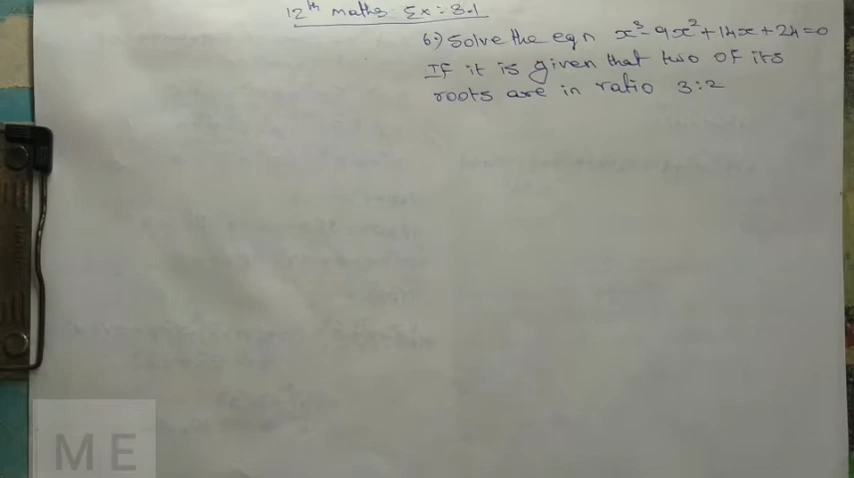 12th maths Ex: 3.1
6.) Solve the eqn x³-9x²+14x+24=0
If it is given that two of its
roots are in ratio 3:2
ME